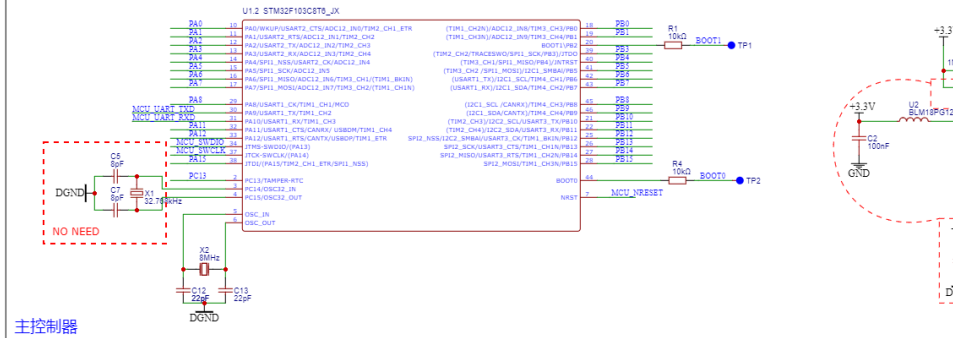 U1.2 STM32F103C8T6_JX
PA0 10 PA0/WKUP/USART2_CTS/ADC12_IN0/TIM2_CH1_ETR
PA1 11 PA1/USART2_RTS/ADC12_IN1/TIM2_CH2
PA2 12 PA2/USART2_TX/ADC12_IN2/TIM2_CH3
PA3 13 PA3/USART2_RX/ADC12_IN3/TIM2_CH4
PA4 14 PA4/SPI1_NSS/USART2_CK/ADC12_IN4
PA5 15 PA5/SPI1_SCK/ADC12_IN5
PA6 16 PA6/SPI1_MISO/ADC12_IN6/TIM3_CH1/(TIM1_BKIN)
PA7 17 PA7/SPI1_MOSI/ADC12_IN7/TIM3_CH2/(TIM1_CH1N)
PA8 29 PA8/USART1_CK/TIM1_CH1/MCO
MCU_UART_TXD 30 PA9/USART1_TX/TIM1_CH2
MCU_UART_RXD 31 PA10/USART1_RX/TIM1_CH3
PA11 32 PA11/USART1_CTS/CANRX/ USBDM/TIM1_CH4
PA12 33 PA12/USART1_RTS/CANTX/USBDP/TIM1_ETR
MCU_SWDIO 34 JTMS-SWDIO(PA13)
MCU_SWCLK 37 JTCK-SWCLK/(PA14)
PA15 38 JTDI/(PA15/TIM2_CH1_ETR/SPI1_NSS)
PC13 2 PC13/TAMPER-RTC
3 PC14/OSC32_IN
4 PC15/OSC32_OUT
5 OSC_IN
6 OSC_OUT
(TIM1_CH2N)/ADC12_IN8/TIM3_CH3/PB0 18 PB0
(TIM1_CH3N)/ADC12_IN9/TIM3_CH4/PB1 19 PB1
BOOT1\PB2 20
(TIM2_CH2/TRACESWO/SPI1_SCK/PB3)/JTDO 39 PB3
(TIM3_CH1/SPI1_MISO/PB4)/JNTRST 40 PB4
(TIM3_CH2 /SPI1_MOSI)/I2C1_SMBAI/PB5 41 PB5
(USART1_TX)/I2C1_SCL/TIM4_CH1/PB6 42 PB6
(USART1_RX)/I2C1_SDA/TIM4_CH2/PB7 43 PB7
(I2C1_SCL /CANRX)/TIM4_CH3/PB8 45 PB8
(I2C1_SDA/CANTX)/TIM4_CH4/PB9 46 PB9
(TIM2_CH3)/I2C2_SCL/USART3_TX/PB10 21 PB10
(TIM2_CH4)/I2C2_SDA/USART3_RX/PB11 22 PB11
SPI2_NSS/I2C2_SMBAI/USART3_CK/TIM1_BKIN/PB12 25 PB12
SPI2_SCK/USART3_CTS/TIM1_CH1N/PB13 26 PB13
SPI2_MISO/USART3_RTS/TIM1_CH2N/PB14 27 PB14
SPI2_MOSI/TIM1_CH3N/PB15 28 PB15
BOOT0 44
NRST 7 MCU_NRESET
R1
10kΩ
BOOT1
TP1
R4
10kΩ
BOOT0
TP2
C5
8pF
DGND
C7
8pF
X1
NO NEED
X2
8MHz
C12
22pF
C13
22pF
DGND
+3.3V
U2
C2
100nF
GND
主控制器